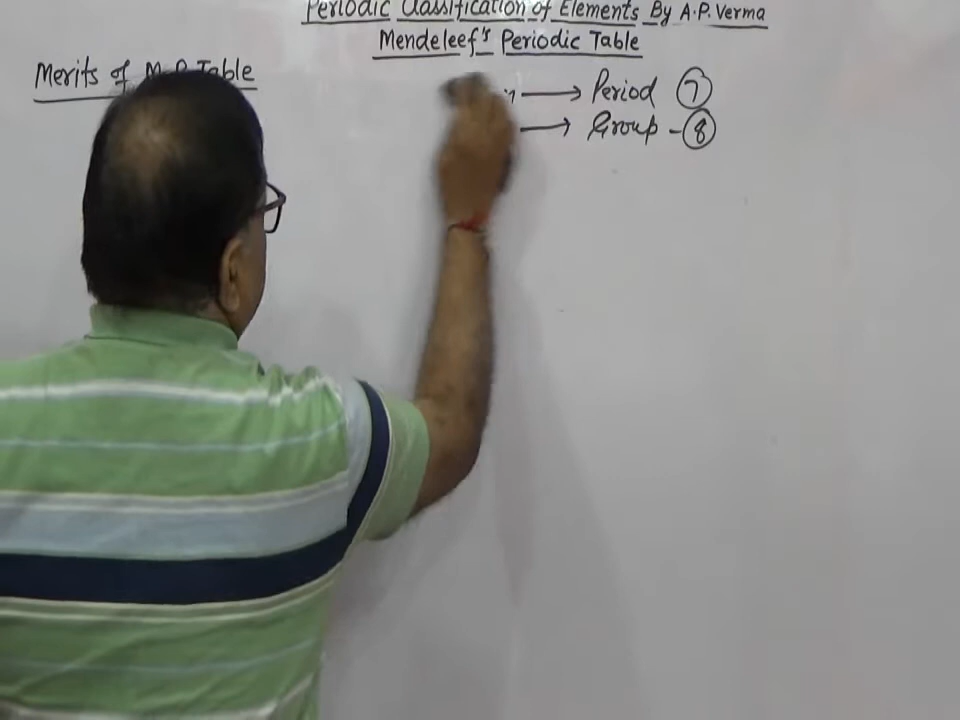 Periodic Classification of Elements By A.P. Verma
Mendeleef's Periodic Table
Merits of M.P. Table
→ Period 7
→ Group - 8